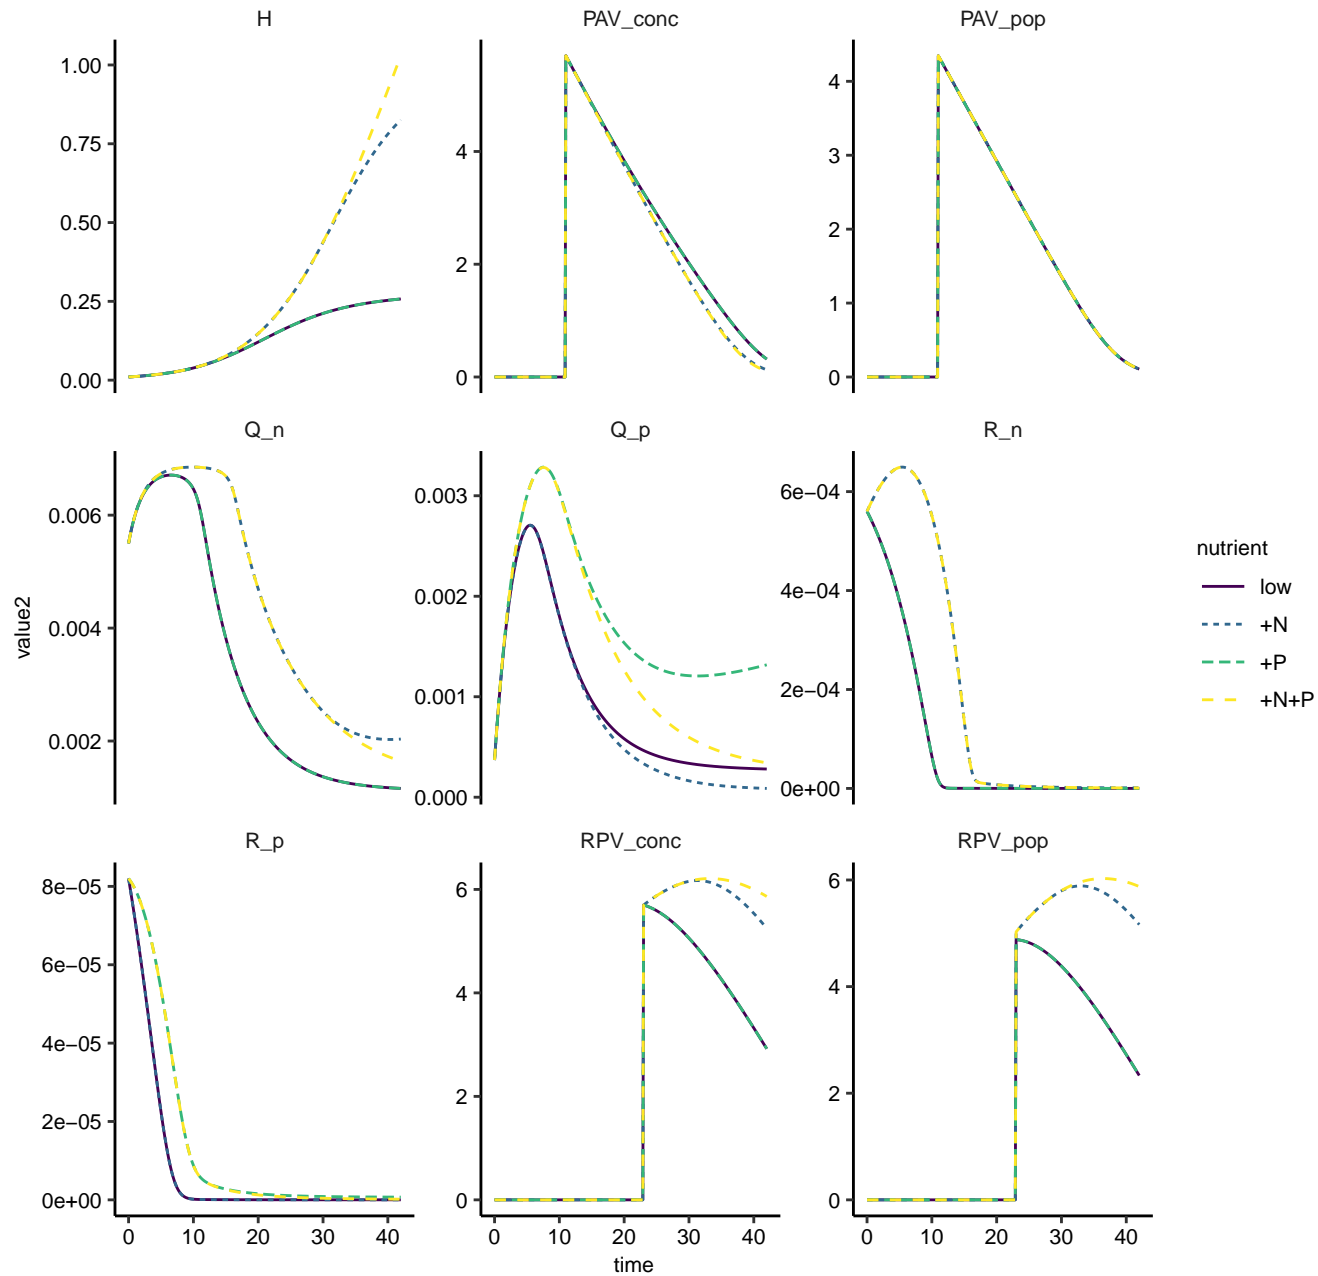 H
PAV_conc
PAV_pop
1.00
0.75
0.50
0.25
0.00
4
2
0
4
3
2
1
0
Q_n
Q_p
R_n
0.006
0.004
0.002
0.003
0.002
0.001
0.000
6e−04
4e−04
2e−04
0e+00
value2
nutrient
low
+N
+P
+N+P
R_p
RPV_conc
RPV_pop
8e−05
6e−05
4e−05
2e−05
0e+00
6
4
2
0
6
4
2
0
0 10 20 30 40
0 10 20 30 40
0 10 20 30 40
time